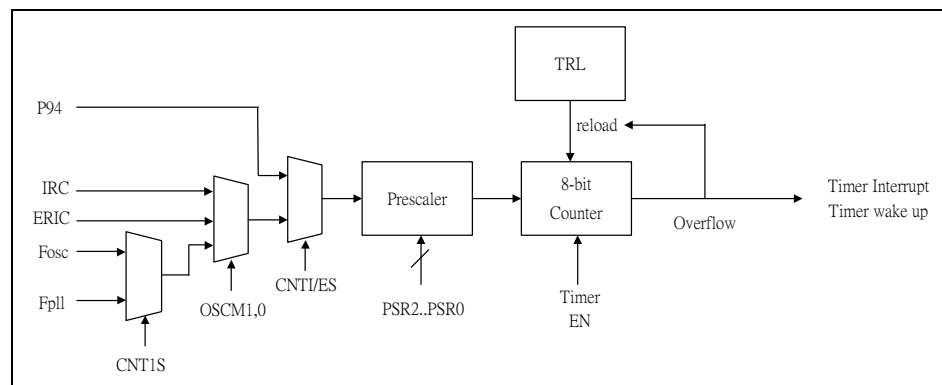 TRL
P94
reload
IRC
8-bit
Counter
Prescaler
Timer Interrupt
Timer wake up
ERIC
Overflow
Fosc
CNTI/ES
Timer
EN
Fpll
OSCM1,0
PSR2..PSR0
CNT1S